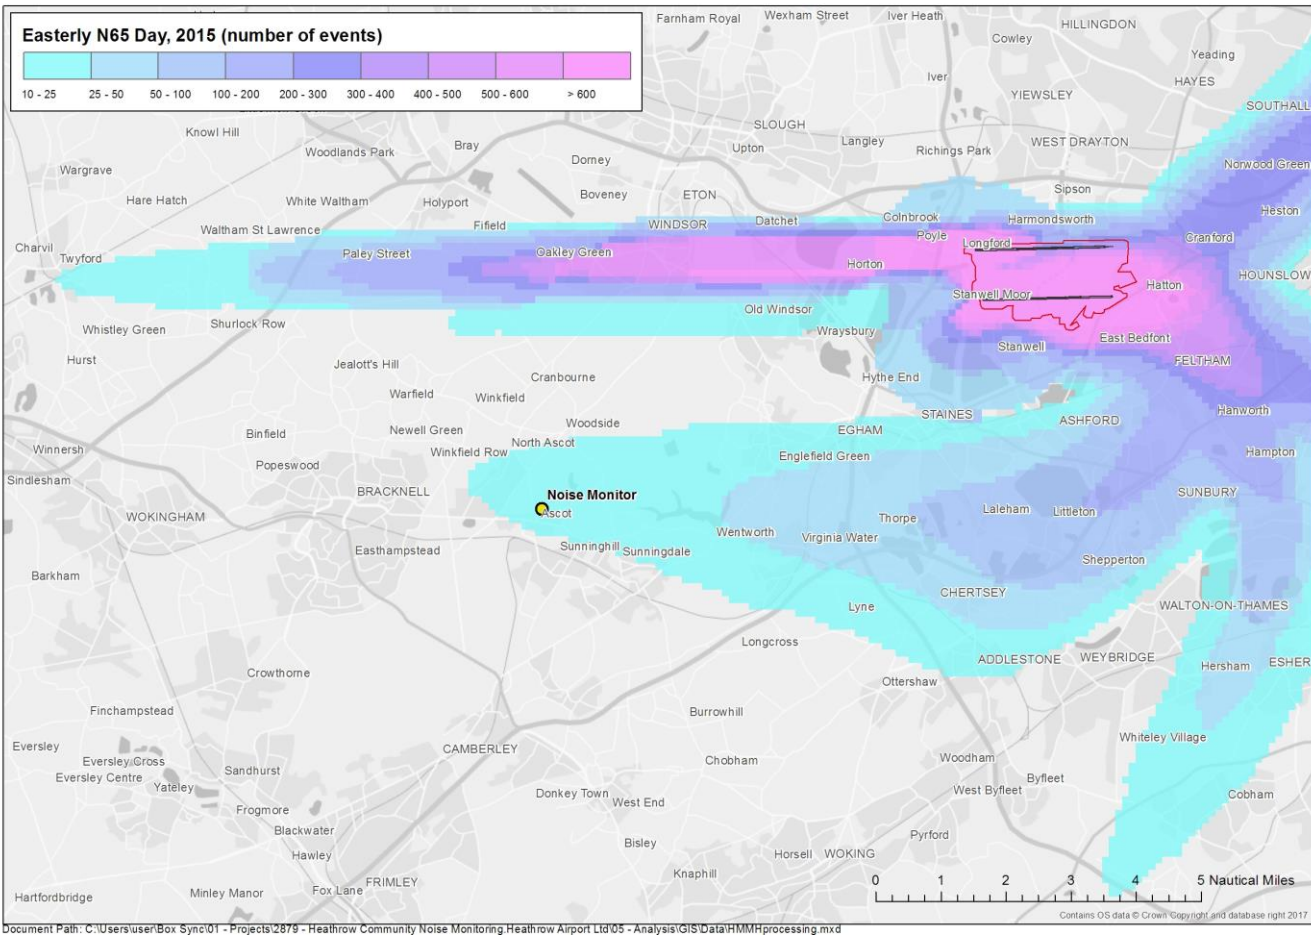 Easterly N65 Day, 2015 (number of events)
10 - 25 25 - 50 50 - 100 100 - 200 200 - 300 300 - 400 400 - 500 500 - 600 > 600
Farnham Royal Wexham Street Iver Heath
HILLINGDON
Cowley
Yeading
Iver
HAYES
YIEWSLEY
SOUTHALL
SLOUGH
Knowl Hill
Upton Langley WEST DRAYTON
Woodlands Park Bray
Richings Park
Dorney
Norwood Green
Wargrave
Boveney ETON Sipson
Hare Hatch White Waltham Holyport
Heston
Waltham St Lawrence Fifield WINDSOR Datchet Colnbrook Harmondsworth
Poyle Cranford
Charvil Longford
Twyford Paley Street Oakley Green
Horton
HOUNSLOW
Hatton
Stanwell Moor
Old Windsor
Whistley Green Shurlock Row Wraysbury
East Bedfont
Stanwell
Hurst Jealott's Hill FELTHAM
Cranbourne Hythe End
Warfield Winkfield
Hanworth
STAINES
Woodside ASHFORD
Binfield Newell Green EGHAM
North Ascot
Winnersh Winkfield Row Englefield Green Hampton
Popeswood
Sindlesham
BRACKNELL Noise Monitor SUNBURY
Ascot Laleham Littleton
WOKINGHAM Thorpe
Wentworth
Virginia Water
Easthampstead Sunninghill Sunningdale
Shepperton
Barkham
CHERTSEY
Lyne WALTON-ON-THAMES
Longcross
ADDLESTONE WEYBRIDGE
Crowthorne Hersham ESHER
Ottershaw
Finchampstead Burrowhill
Whiteley Village
Eversley CAMBERLEY
Eversley Cross Chobham Woodham
Sandhurst
Eversley Centre Byfleet
Yateley West Byfleet
Donkey Town Cobham
Frogmore West End
Blackwater Pyrford
Bisley
Hawley Horsell WOKING
Knaphill
FRIMLEY
Hartfordbridge Minley Manor Fox Lane
0 1 2 3 4 5 Nautical Miles
Contains OS data © Crown Copyright and database right 2017
Document Path: C:\Users\user\Box Sync\01 - Projects\2879 - Heathrow Community Noise Monitoring.Heathrow Airport Ltd\05 - Analysis\GIS\Data\HMMHprocessing.mxd